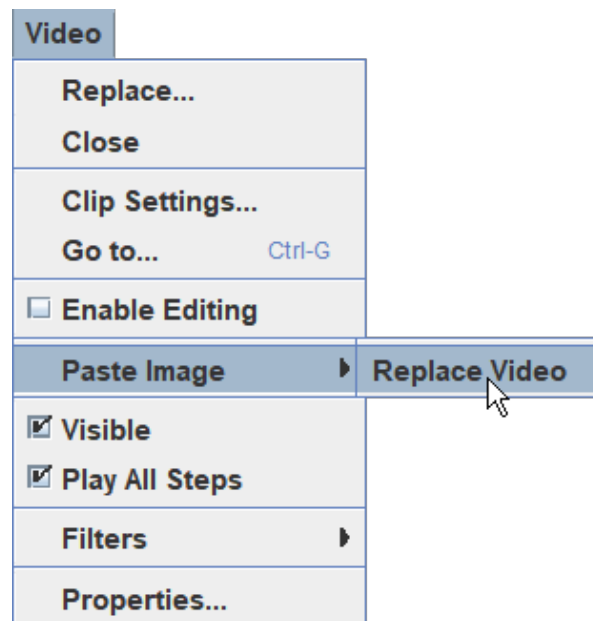 Video
Replace...
Close
Clip Settings...
Go to... Ctrl-G
Enable Editing
Paste Image Replace Video
Visible
Play All Steps
Filters
Properties...